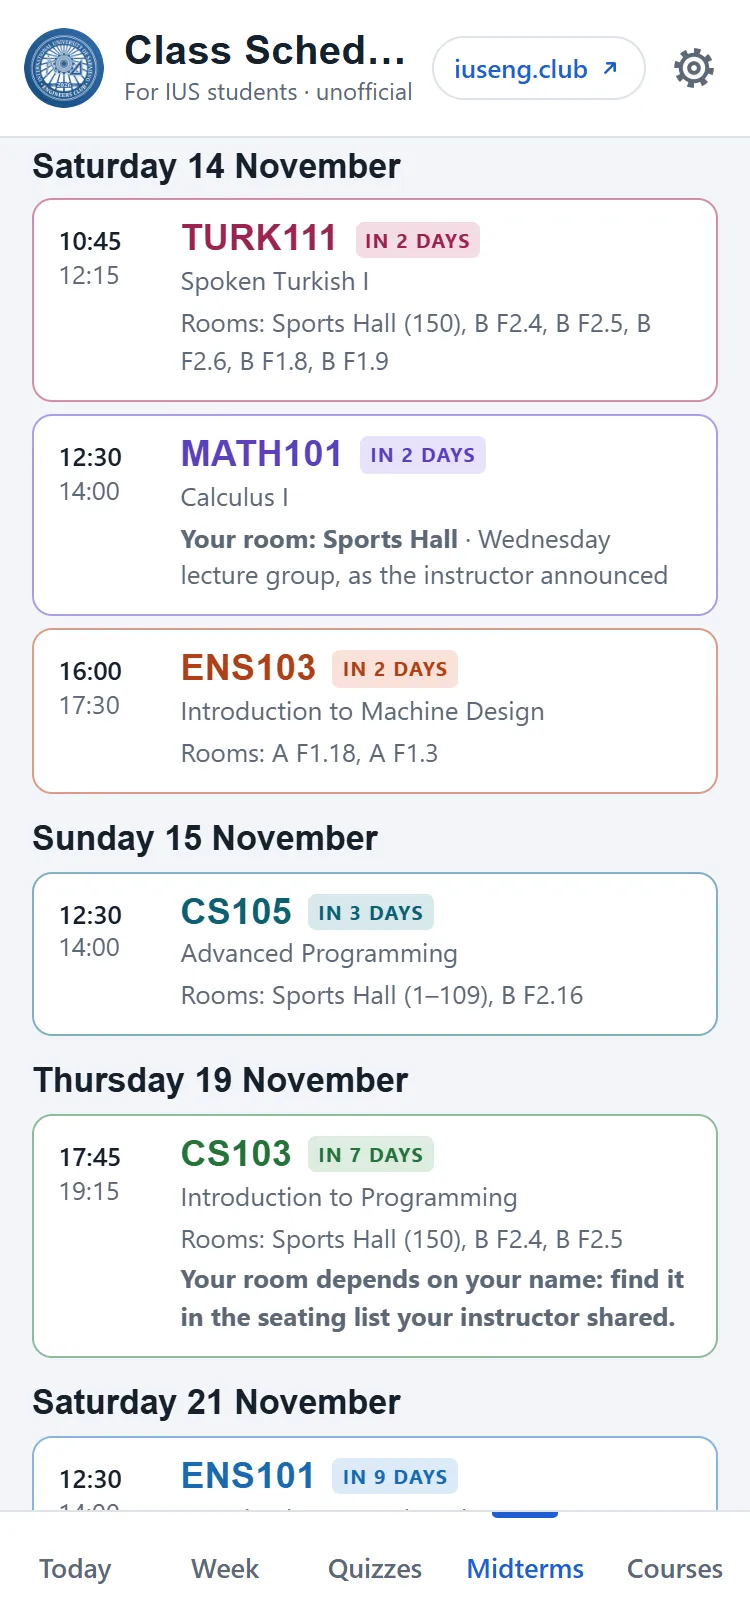 Class Sched...
For IUS students · unofficial
iuseng.club ↗
Saturday 14 November
10:45
12:15
TURK111 IN 2 DAYS
Spoken Turkish I
Rooms: Sports Hall (150), B F2.4, B F2.5, B
F2.6, B F1.8, B F1.9
12:30
14:00
MATH101 IN 2 DAYS
Calculus I
Your room: Sports Hall · Wednesday
lecture group, as the instructor announced
16:00
17:30
ENS103 IN 2 DAYS
Introduction to Machine Design
Rooms: A F1.18, A F1.3
Sunday 15 November
12:30
14:00
CS105 IN 3 DAYS
Advanced Programming
Rooms: Sports Hall (1–109), B F2.16
Thursday 19 November
17:45
19:15
CS103 IN 7 DAYS
Introduction to Programming
Rooms: Sports Hall (150), B F2.4, B F2.5
Your room depends on your name: find it
in the seating list your instructor shared.
Saturday 21 November
12:30
14:00
ENS101 IN 9 DAYS
Today
Week
Quizzes
Midterms
Courses